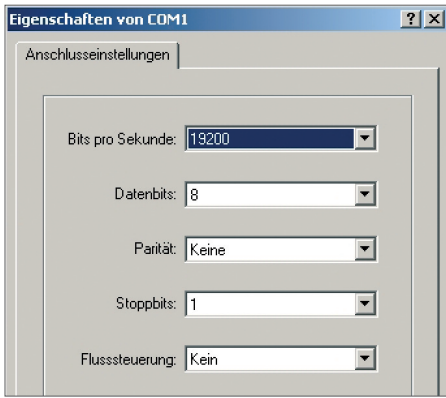 Eigenschaften von COM1
Anschlusseinstellungen
Bits pro Sekunde: 19200
Datenbits: 8
Parität: Keine
Stoppbits: 1
Flusssteuerung: Kein